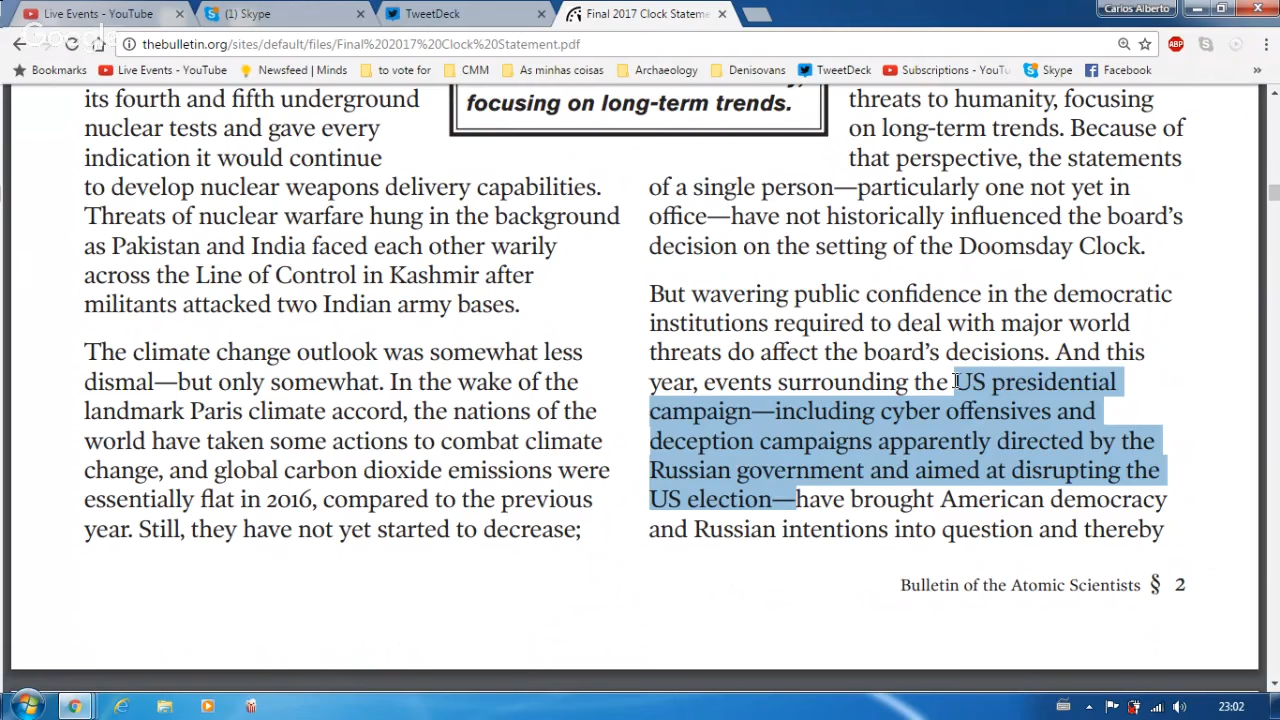 Live Events - YouTube
(1) Skype
TweetDeck
Final 2017 Clock Stateme
Carlos Alberto
Google
thebulletin.org/sites/default/files/Final%202017%20Clock%20Statement.pdf
ABP
Bookmarks
Live Events - YouTube
Newsfeed | Minds
to vote for
CMM
As minhas coisas
Archaeology
Denisovans
TweetDeck
Subscriptions - YouTu
Skype
Facebook
»
its fourth and fifth underground
nuclear tests and gave every
indication it would continue
to develop nuclear weapons delivery capabilities.
Threats of nuclear warfare hung in the background
as Pakistan and India faced each other warily
across the Line of Control in Kashmir after
militants attacked two Indian army bases.
The climate change outlook was somewhat less
dismal—but only somewhat. In the wake of the
landmark Paris climate accord, the nations of the
world have taken some actions to combat climate
change, and global carbon dioxide emissions were
essentially flat in 2016, compared to the previous
year. Still, they have not yet started to decrease;
focusing on long-term trends.
threats to humanity, focusing
on long-term trends. Because of
that perspective, the statements
of a single person—particularly one not yet in
office—have not historically influenced the board's
decision on the setting of the Doomsday Clock.
But wavering public confidence in the democratic
institutions required to deal with major world
threats do affect the board's decisions. And this
year, events surrounding the US presidential
campaign—including cyber offensives and
deception campaigns apparently directed by the
Russian government and aimed at disrupting the
US election—have brought American democracy
and Russian intentions into question and thereby
Bulletin of the Atomic Scientists § 2
23:02